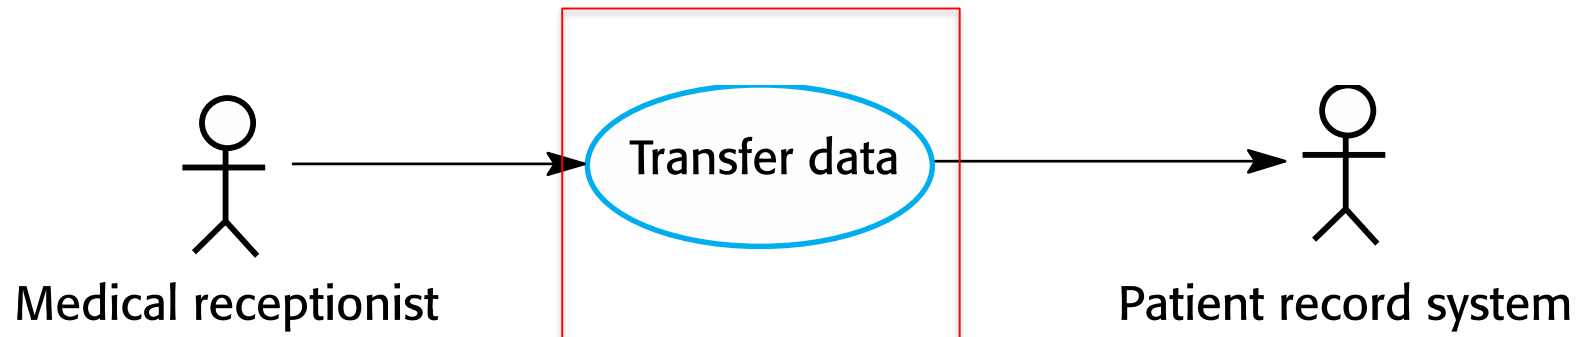 Transfer data
Medical receptionist
Patient record system